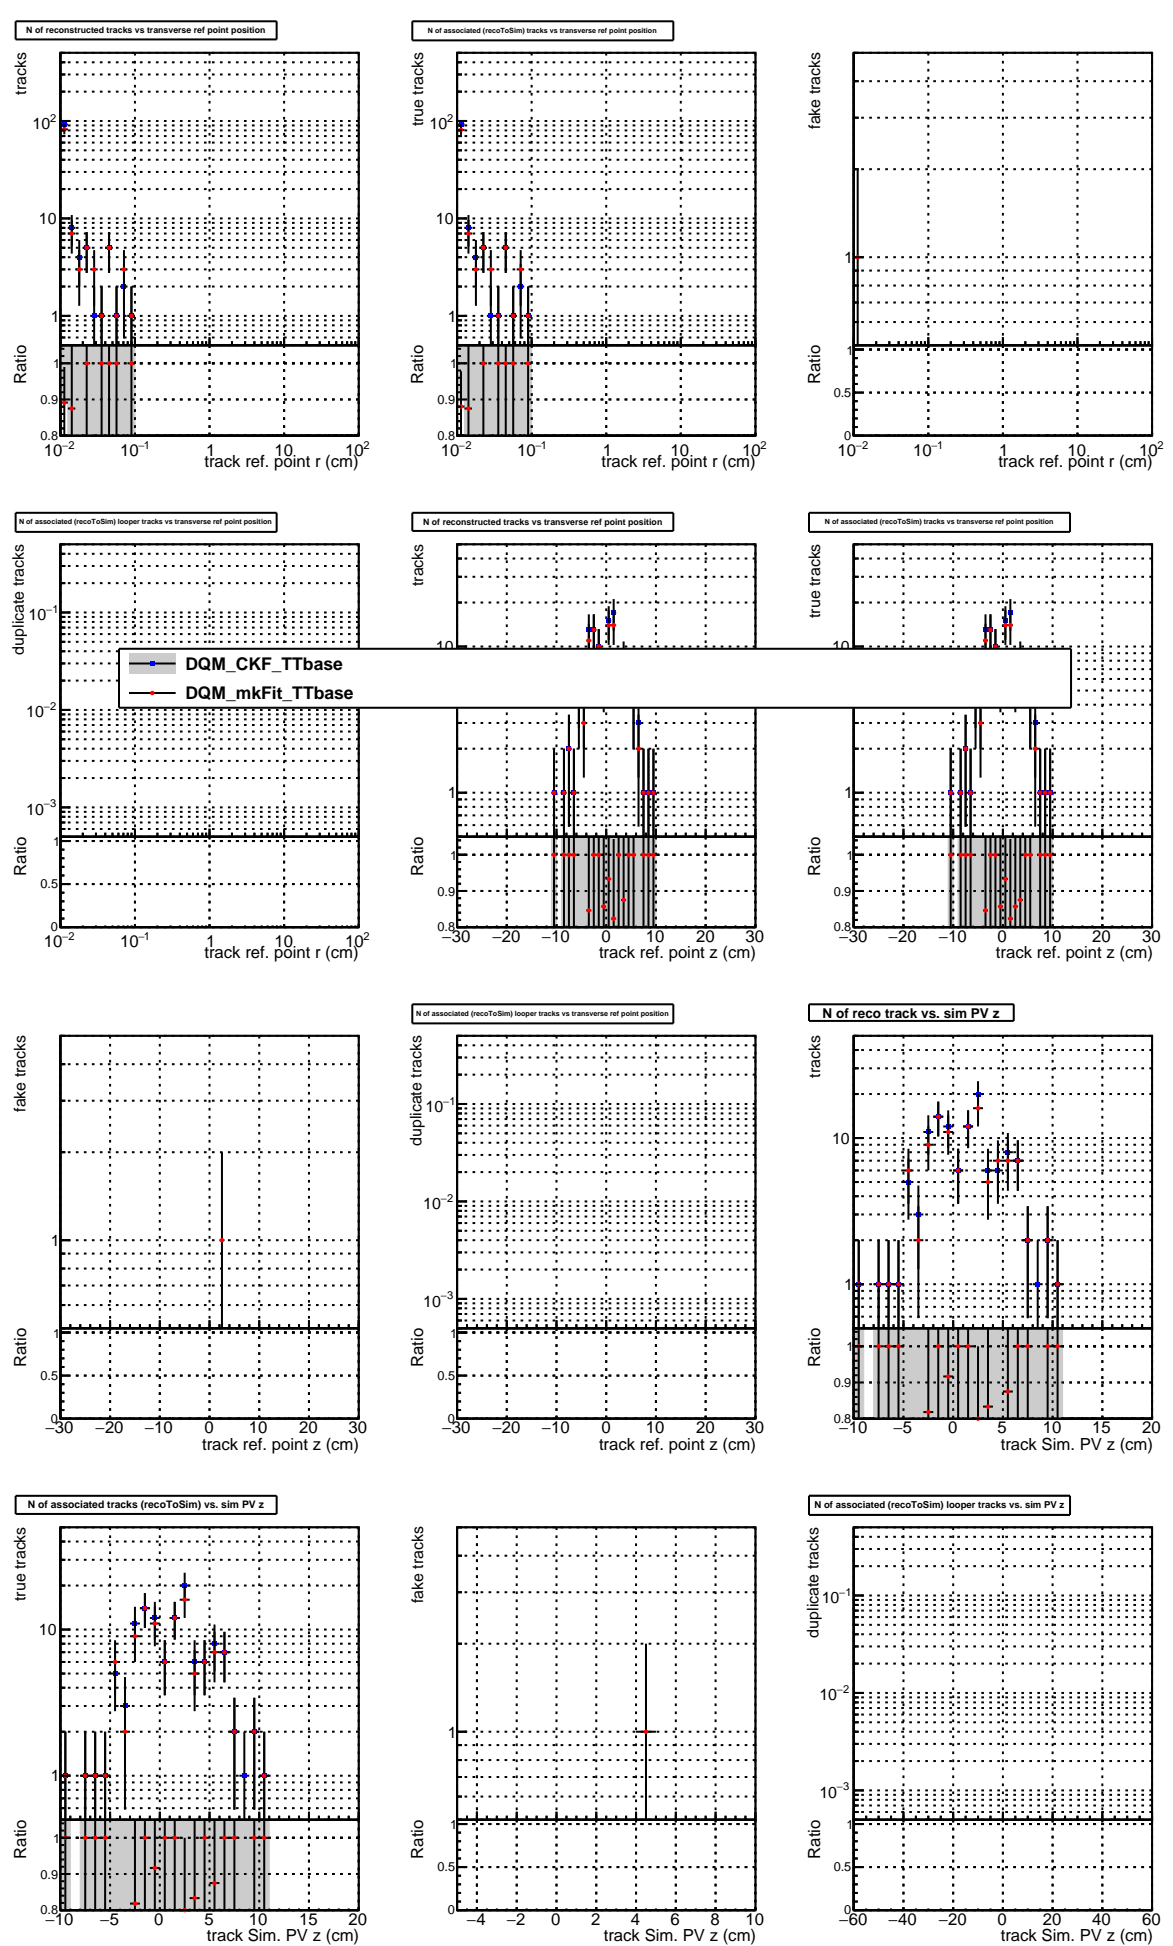 N of reconstructed tracks vs transverse ref point position
N of associated (recoToSim) tracks vs transverse ref point position
tracks
true tracks
fake tracks
10²
10
1
10²
10
1
1
Ratio
1
0.9
0.8
Ratio
1
0.9
0.8
Ratio
1
0.5
0
10⁻² 10⁻¹ 1 10 10²
10⁻² 10⁻¹ 1 10 10²
10⁻² 10⁻¹ 1 10 10²
track ref. point r (cm)
track ref. point r (cm)
track ref. point r (cm)
N of associated (recoToSim) looper tracks vs transverse ref point position
N of reconstructed tracks vs transverse ref point position
N of associated (recoToSim) tracks vs transverse ref point position
duplicate tracks
tracks
true tracks
10⁻¹
10⁻²
10⁻³
10
1
10
1
DQM_CKF_TTbase
DQM_mkFit_TTbase
Ratio
1
0.5
0
Ratio
1
0.9
0.8
Ratio
1
0.9
0.8
10⁻² 10⁻¹ 1 10 10²
−30 −20 −10 0 10 20 30
−30 −20 −10 0 10 20 30
track ref. point r (cm)
track ref. point z (cm)
track ref. point z (cm)
N of associated (recoToSim) looper tracks vs transverse ref point position
N of reco track vs. sim PV z
fake tracks
duplicate tracks
tracks
1
10⁻¹
10⁻²
10⁻³
10
1
Ratio
1
0.5
0
Ratio
1
0.5
0
Ratio
1
0.9
0.8
−30 −20 −10 0 10 20 30
−30 −20 −10 0 10 20 30
−10 −5 0 5 10 15 20
track ref. point z (cm)
track ref. point z (cm)
track Sim. PV z (cm)
N of associated tracks (recoToSim) vs. sim PV z
N of associated (recoToSim) looper tracks vs. sim PV z
true tracks
fake tracks
duplicate tracks
10
1
1
10⁻¹
10⁻²
10⁻³
Ratio
1
0.9
0.8
Ratio
1
0.5
0
Ratio
1
0.5
0
−10 −5 0 5 10 15 20
−4 −2 0 2 4 6 8 10
−60 −40 −20 0 20 40 60
track Sim. PV z (cm)
track Sim. PV z (cm)
track Sim. PV z (cm)